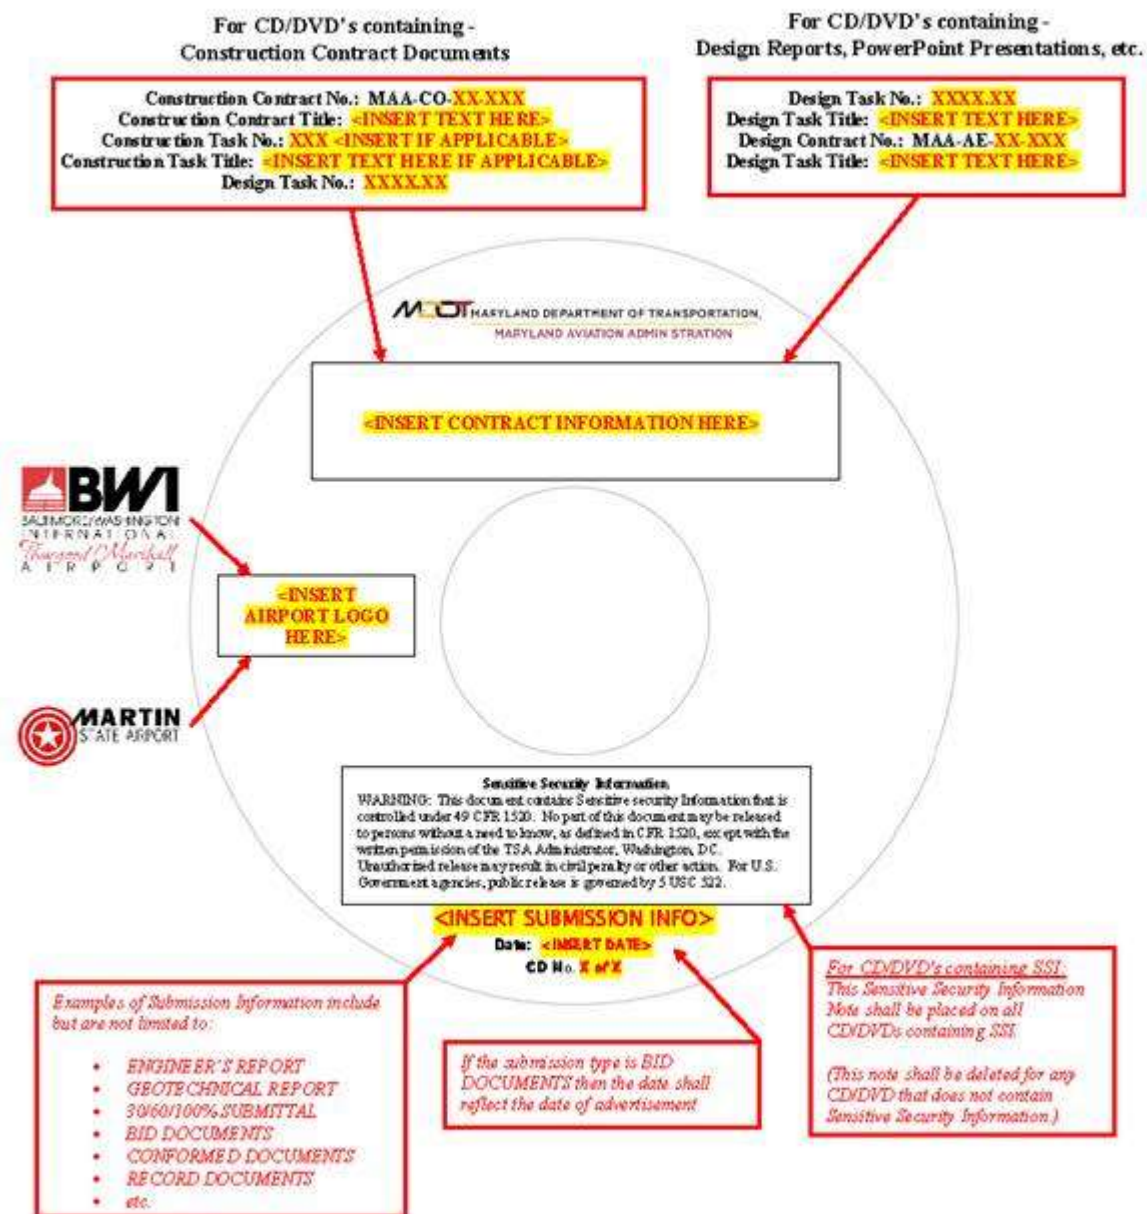 For CD/DVD's containing -
Construction Contract Documents
For CD/DVD's containing -
Design Reports, PowerPoint Presentations, etc.
Construction Contract No.: MAA-CO-XX-XXX
Construction Contract Title: <INSERT TEXT HERE>
Construction Task No.: XXX <INSERT IF APPLICABLE>
Construction Task Title: <INSERT TEXT HERE IF APPLICABLE>
Design Task No.: XXXX.XX
Design Task No.: XXXX.XX
Design Task Title: <INSERT TEXT HERE>
Design Contract No.: MAA-AE-XX-XXX
Design Task Title: <INSERT TEXT HERE>
MDOT MARYLAND DEPARTMENT OF TRANSPORTATION
MARYLAND AVIATION ADMINISTRATION
<INSERT CONTRACT INFORMATION HERE>
BWI
BALTIMORE/WASHINGTON
INTERNATIONAL
Thurgood Marshall
AIRPORT
<INSERT
AIRPORT LOGO
HERE>
MARTIN
STATE AIRPORT
Sensitive Security Information
WARNING: This document contains Sensitive security Information that is
controlled under 49 CFR 1520. No part of this document may be released
to persons without a need to know, as defined in CFR 1520, except with the
written permission of the TSA Administrator, Washington, DC.
Unauthorized release may result in civil penalty or other action. For U.S.
Government agencies, public release is governed by 5 USC 522.
<INSERT SUBMISSION INFO>
Date: <INSERT DATE>
CD No. X of X
Examples of Submission Information include
but are not limited to:
• ENGINEER'S REPORT
• GEOTECHNICAL REPORT
• 30/60/100% SUBMITTAL
• BID DOCUMENTS
• CONFORMED DOCUMENTS
• RECORD DOCUMENTS
• etc.
If the submission type is BID
DOCUMENTS then the date shall
reflect the date of advertisement
For CD/DVD's containing SSI:
This Sensitive Security Information
Note shall be placed on all
CD/DVDs containing SSI
(This note shall be deleted for any
CD/DVD that does not contain
Sensitive Security Information.)